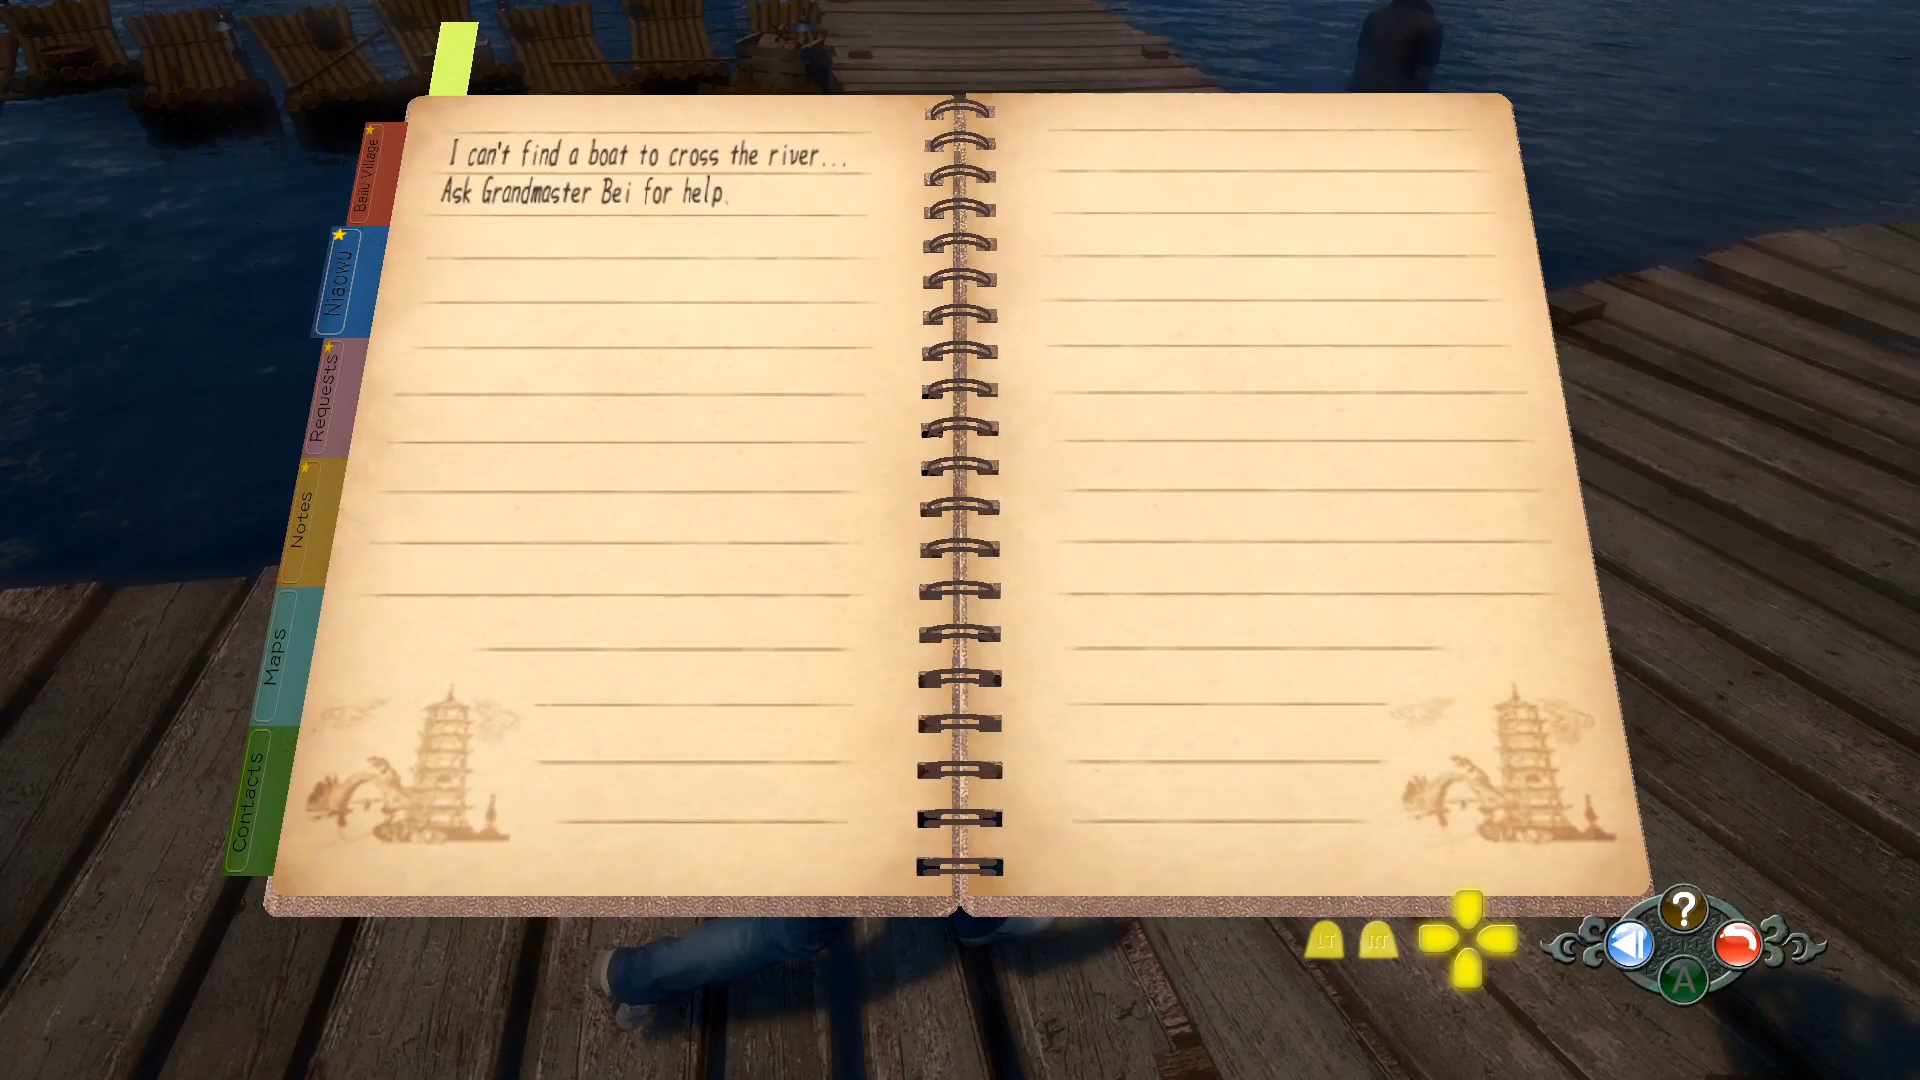 I can't find a boat to cross the river...
Ask Grandmaster Bei for help.
Bailu Village
Niaowu
Requests
Notes
Maps
Contacts
LT
RT
?
A